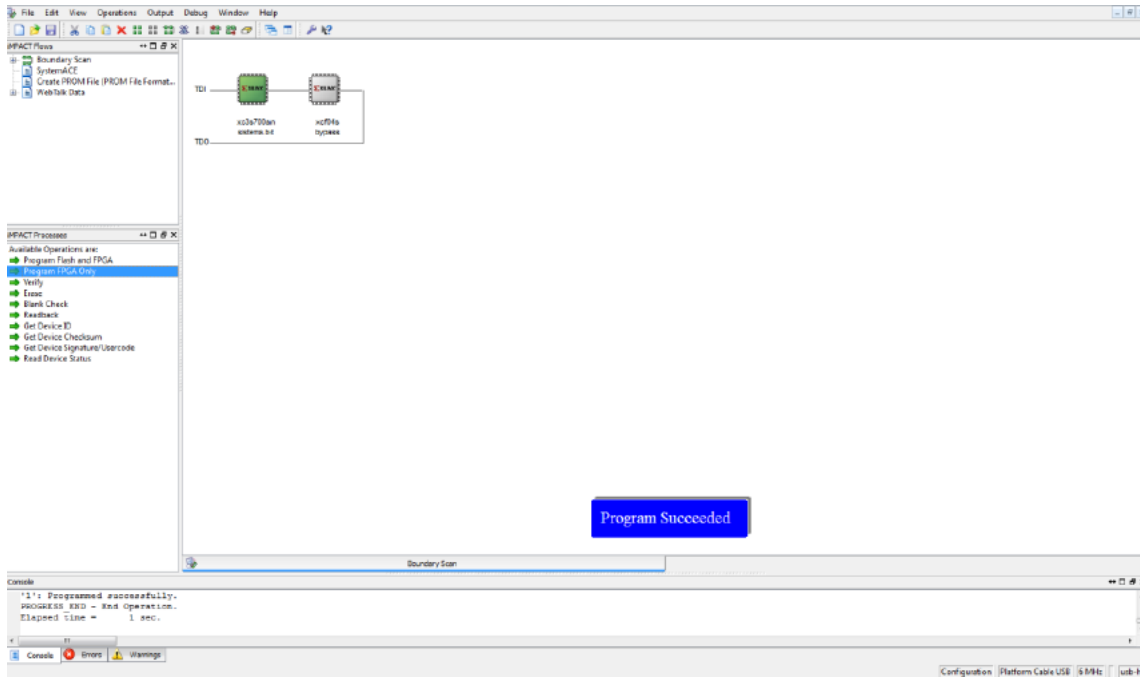 File Edit View Operations Output Debug Window Help
iMPACT Flows
Boundary Scan
SystemACE
Create PROM File (PROM File Format...
WebTalk Data
TDI
XILINX
XILINX
xc3s700an
xcf04s
bypass
TDO
iMPACT Processes
Available Operations are:
Program Flash and FPGA
Program FPGA Only
Verify
Erase
Blank Check
Readback
Get Device ID
Get Device Checksum
Get Device Signature/Usercode
Read Device Status
Program Succeeded
Boundary Scan
Console
'1': Programmed successfully.
PROGRESS_END - End Operation.
Elapsed time =      1 sec.
Console Errors Warnings
Configuration Platform Cable USB 6 MHz usb-h